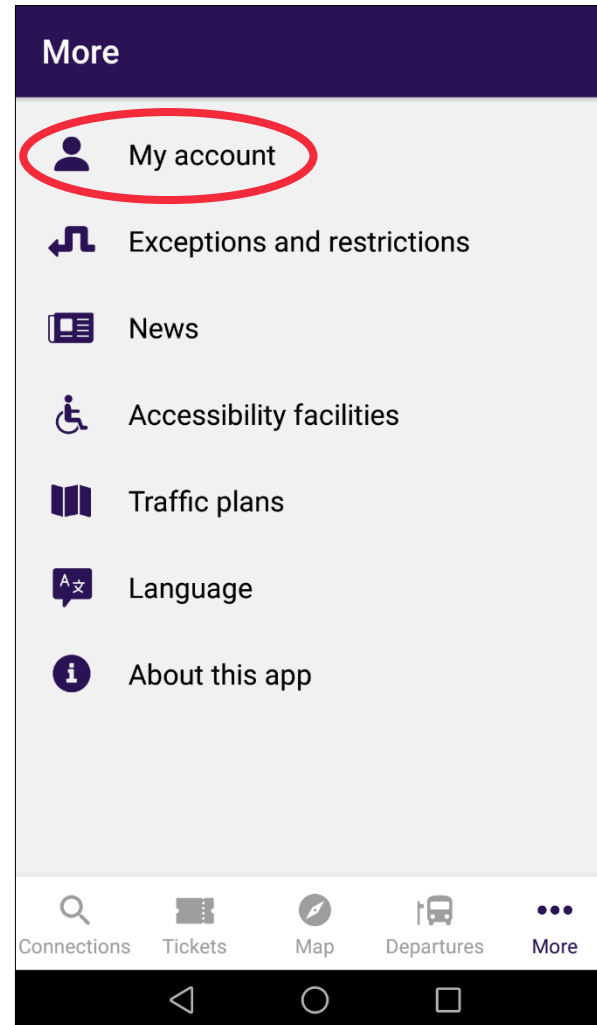 More
My account
Exceptions and restrictions
News
Accessibility facilities
Traffic plans
Language
About this app
Connections Tickets Map Departures More